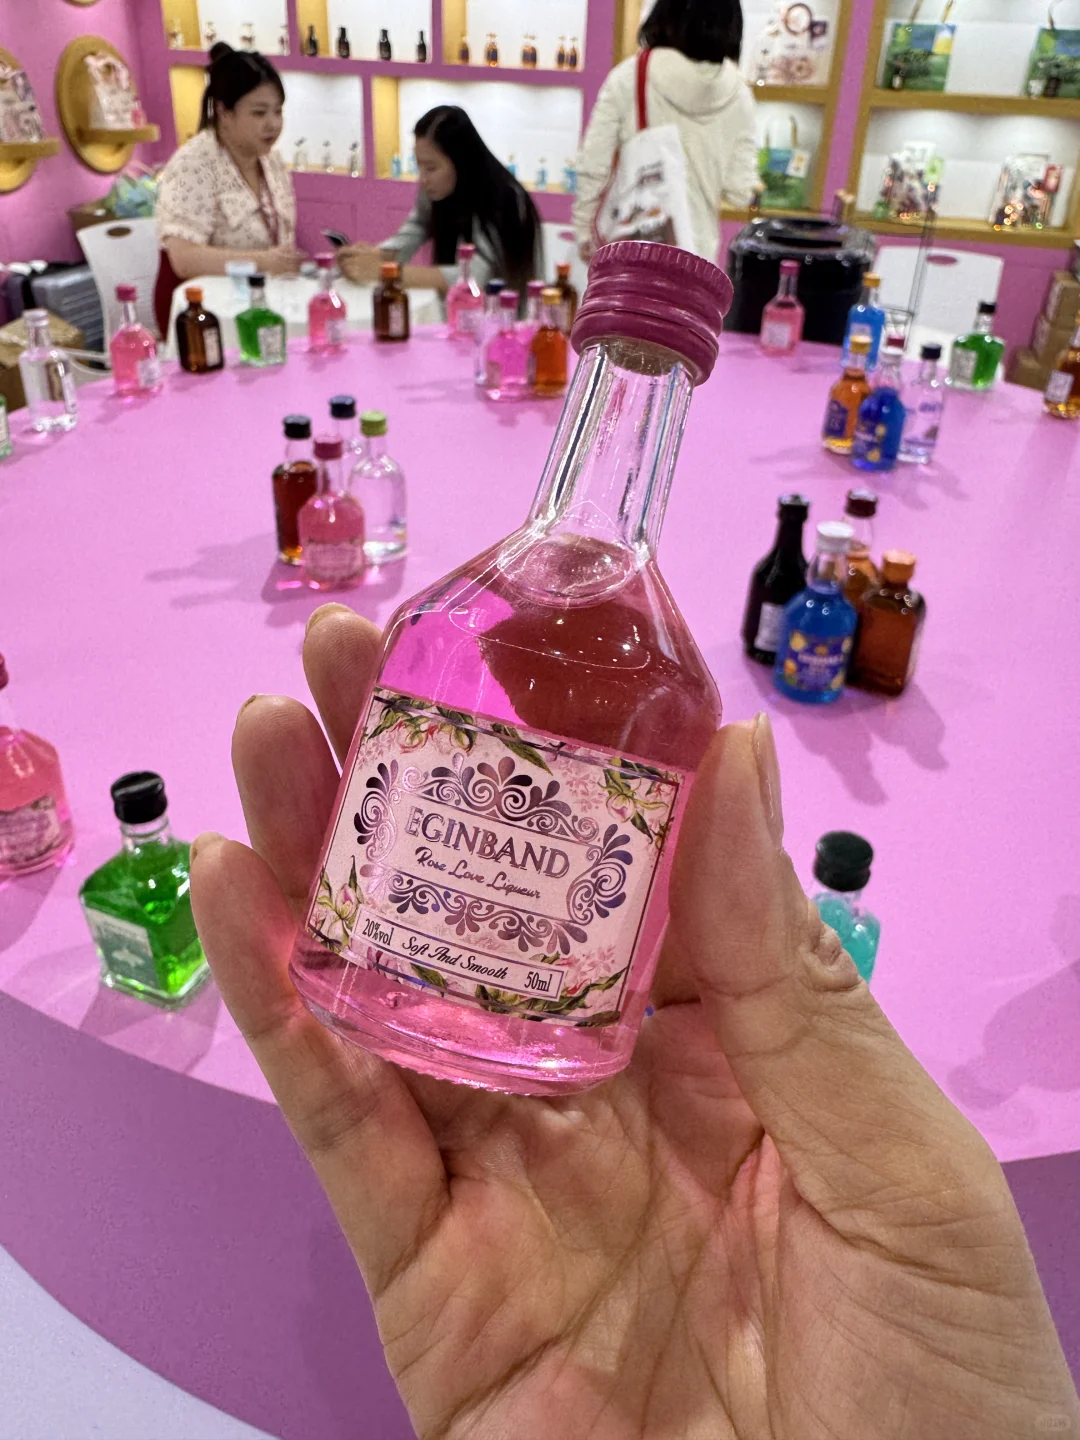 EGINBAND
Rose Love Liqueur
20%vol Soft And Smooth 50ml